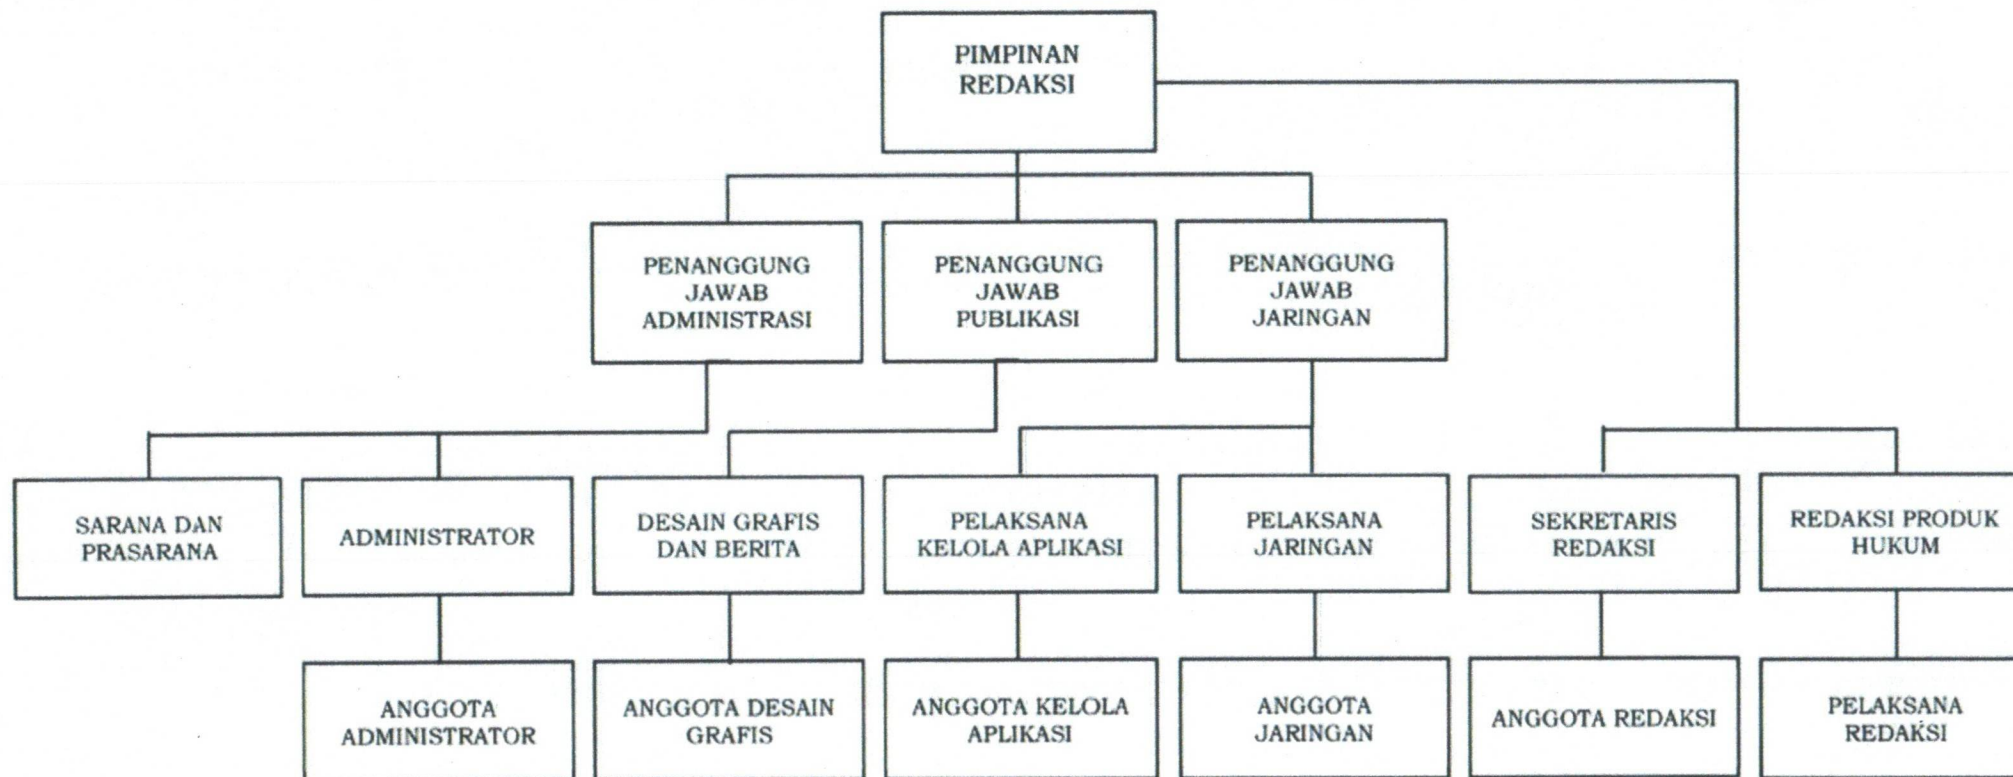 PIMPINAN
REDAKSI
PENANGGUNG
JAWAB
ADMINISTRASI
PENANGGUNG
JAWAB
PUBLIKASI
PENANGGUNG
JAWAB
JARINGAN
SARANA DAN
PRASARANA
ADMINISTRATOR
DESAIN GRAFIS
DAN BERITA
PELAKSANA
KELOLA APLIKASI
PELAKSANA
JARINGAN
SEKRETARIS
REDAKSI
REDAKSI PRODUK
HUKUM
ANGGOTA
ADMINISTRATOR
ANGGOTA DESAIN
GRAFIS
ANGGOTA KELOLA
APLIKASI
ANGGOTA
JARINGAN
ANGGOTA REDAKSI
PELAKSANA
REDAKSI